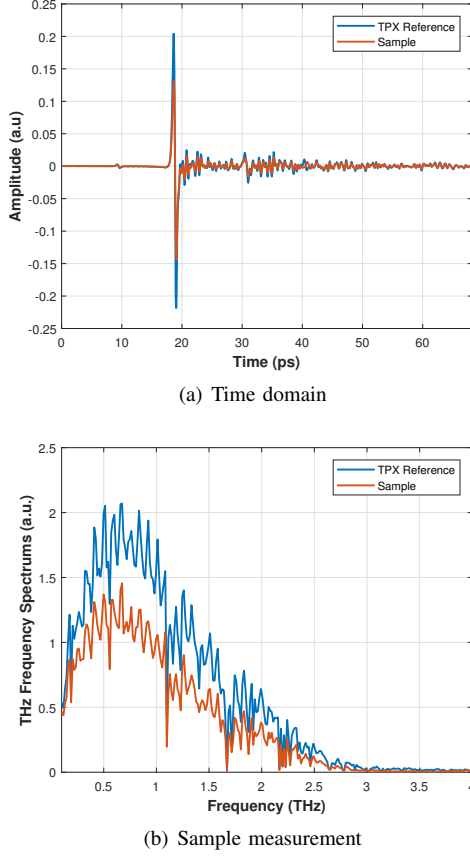 0.25
0.2
0.15
0.1
0.05
0
-0.05
-0.1
-0.15
-0.2
-0.25
Amplitude (a.u)
TPX Reference
Sample
0 10 20 30 40 50 60
Time (ps)
(a) Time domain
2.5
2
1.5
1
0.5
0
THz Frequency Spectrums (a.u.)
TPX Reference
Sample
0.5 1 1.5 2 2.5 3 3.5 4
Frequency (THz)
(b) Sample measurement